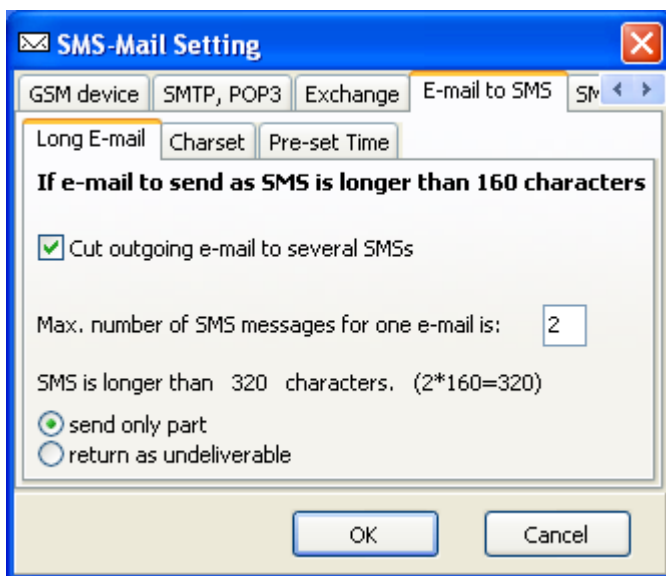 SMS-Mail Setting
GSM device SMTP, POP3 Exchange E-mail to SMS
Long E-mail Charset Pre-set Time
If e-mail to send as SMS is longer than 160 characters
Cut outgoing e-mail to several SMSs
Max. number of SMS messages for one e-mail is: 2
SMS is longer than 320 characters. (2*160=320)
send only part
return as undeliverable
OK Cancel